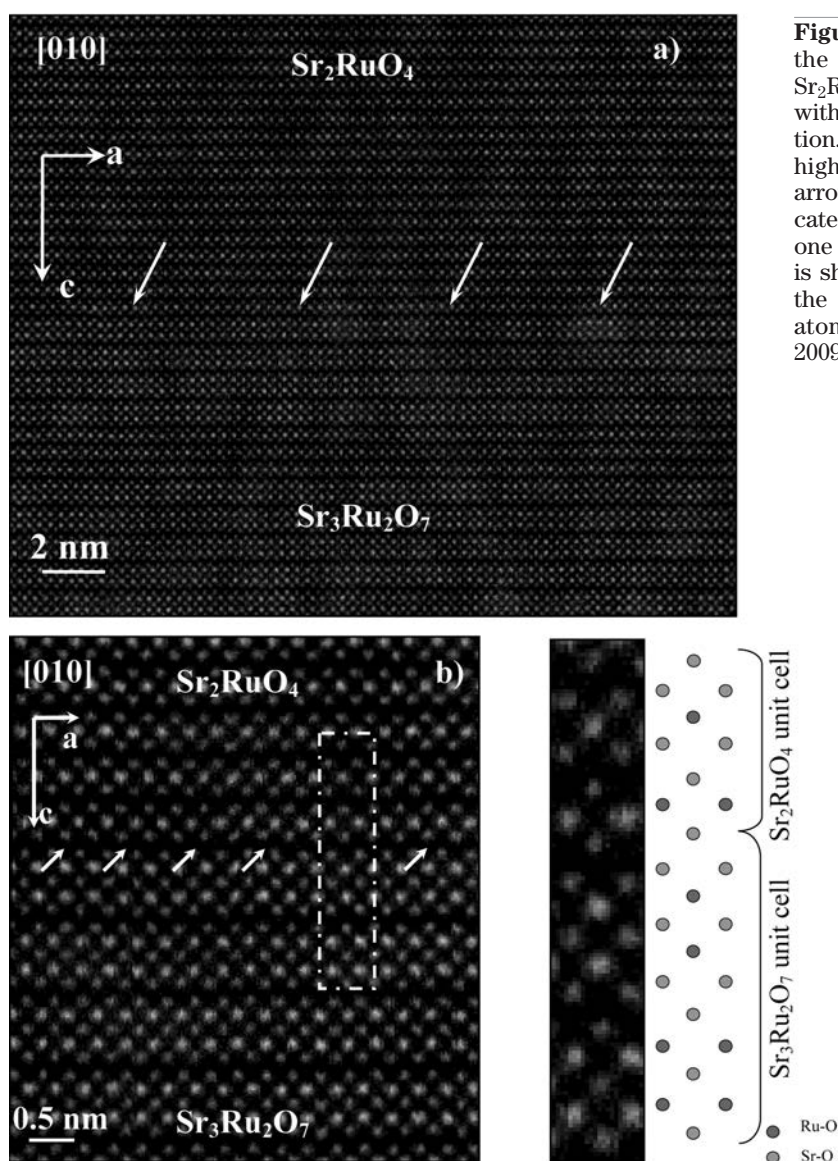 [010]
Sr₂RuO₄
a)
a
c
Sr₃Ru₂O₇
2 nm
Figu
the
Sr₂R
with
tion.
high
arro
cate
one
is sh
the
atom
2009
[010]
Sr₂RuO₄
b)
a
c
Sr₃Ru₂O₇
0.5 nm
Sr₂RuO₄ unit cell
Sr₃Ru₂O₇ unit cell
Ru-O
Sr-O